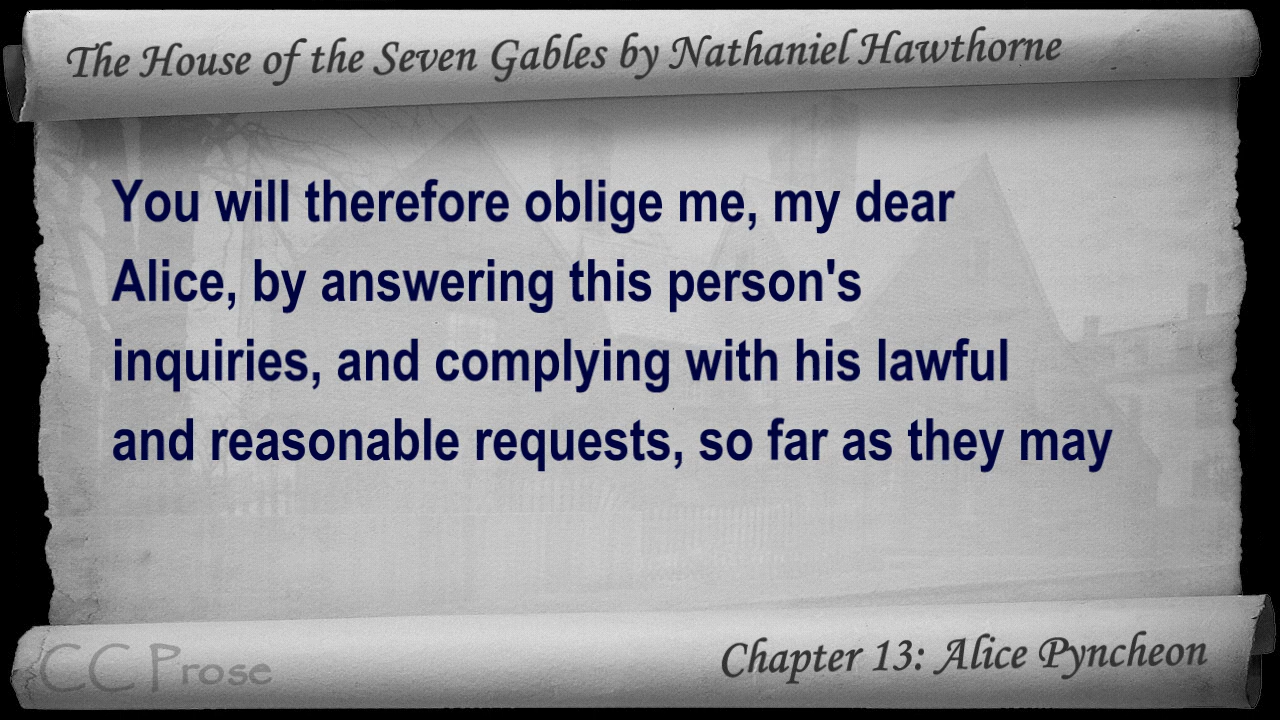 The House of the Seven Gables by Nathaniel Hawthorne
You will therefore oblige me, my dear
Alice, by answering this person's
inquiries, and complying with his lawful
and reasonable requests, so far as they may
CC Prose
Chapter 13: Alice Pyncheon